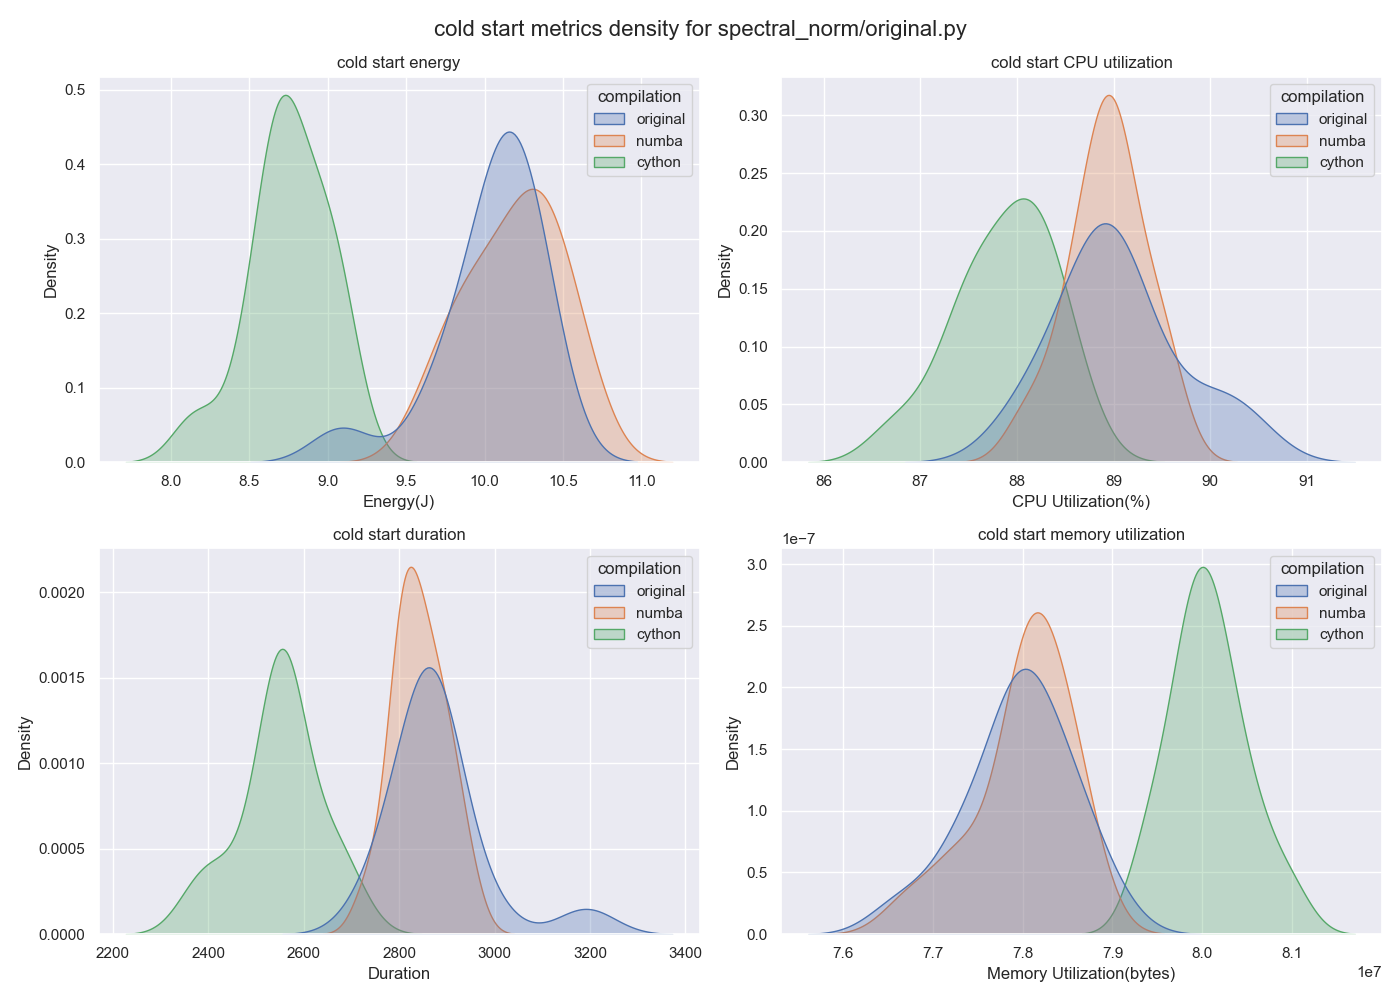 cold start metrics density for spectral_norm/original.py
cold start energy
compilation
original
numba
cython
Density
0.5
0.4
0.3
0.2
0.1
0.0
8.0 8.5 9.0 9.5 10.0 10.5 11.0
Energy(J)
cold start CPU utilization
compilation
original
numba
cython
Density
0.30
0.25
0.20
0.15
0.10
0.05
0.00
86 87 88 89 90 91
CPU Utilization(%)
cold start duration
compilation
original
numba
cython
Density
0.0020
0.0015
0.0010
0.0005
0.0000
2200 2400 2600 2800 3000 3200 3400
Duration
cold start memory utilization
1e−7
compilation
original
numba
cython
Density
3.0
2.5
2.0
1.5
1.0
0.5
0.0
7.6 7.7 7.8 7.9 8.0 8.1
1e7
Memory Utilization(bytes)